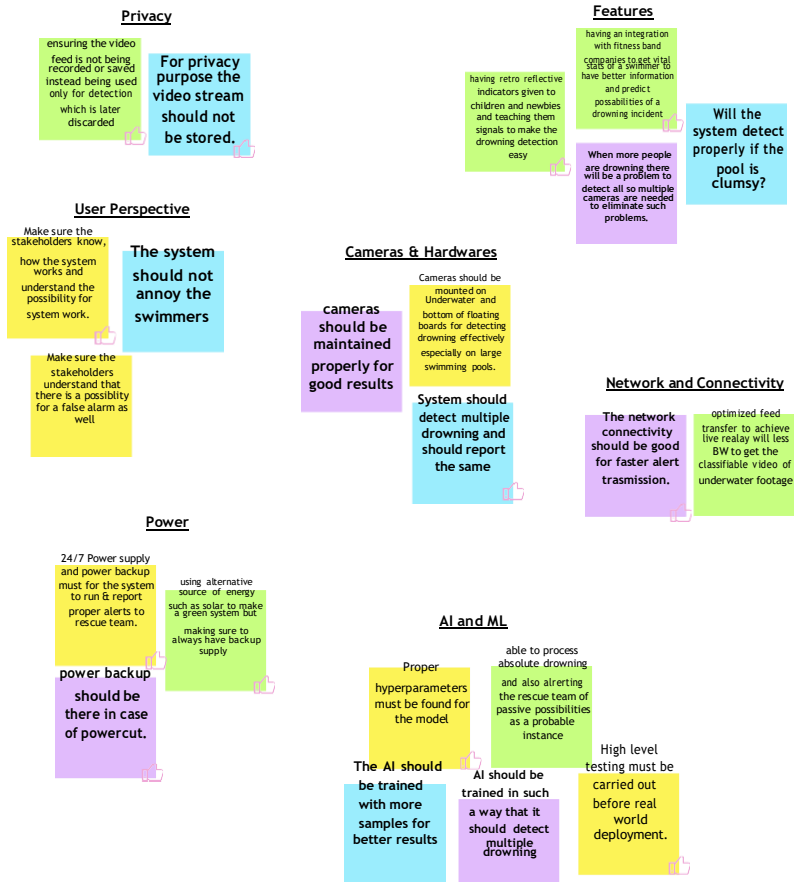 Privacy
ensuring the video
feed is not being
recorded or saved
instead being used
only for detection
which is later
discarded
For privacy
purpose the
video stream
should not
be stored.
Features
having an integration
with fitness band
companies to get vital
stats of a swimmer to
have better information
and predict
possabilities of a
drowning incident
having retro reflective
indicators given to
children and newbies
and teaching them
signals to make the
drowning detection
easy
Will the
system detect
properly if the
pool is
clumsy?
When more people
are drowning there
will be a problem to
detect all so multiple
cameras are needed
to eliminate such
problems.
User Perspective
Make sure the
stakeholders know,
how the system
works and
understand the
possibility for
system work.
The system
should not
annoy the
swimmers
Make sure the
stakeholders
understand that
there is a possiblity
for a false alarm as
well
Cameras & Hardwares
cameras
should be
maintained
properly for
good results
Cameras should be
mounted on
Underwater and
bottom of floating
boards for detecting
drowning effectively
especially on large
swimming pools.
System should
detect multiple
drowning and
should report
the same
Network and Connectivity
The network
connectivity
should be good
for faster alert
trasmission.
optimized feed
transfer to achieve
live realay will less
BW to get the
classifiable video of
underwater footage
Power
24/7 Power supply
and power backup
must for the system
to run & report
proper alerts to
rescue team.
using alternative
source of energy
such as solar to make
a green system but
making sure to
always have backup
supply
power backup
should be
there in case
of powercut.
AI and ML
Proper
hyperparameters
must be found for
the model
able to process
absolute drowning
and also alrerting
the rescue team of
passive possibilities
as a probable
instance
The AI should
be trained
with more
samples for
better results
AI should be
trained in such
a way that it
should detect
multiple
drowning
High level
testing must be
carried out
before real
world
deployment.